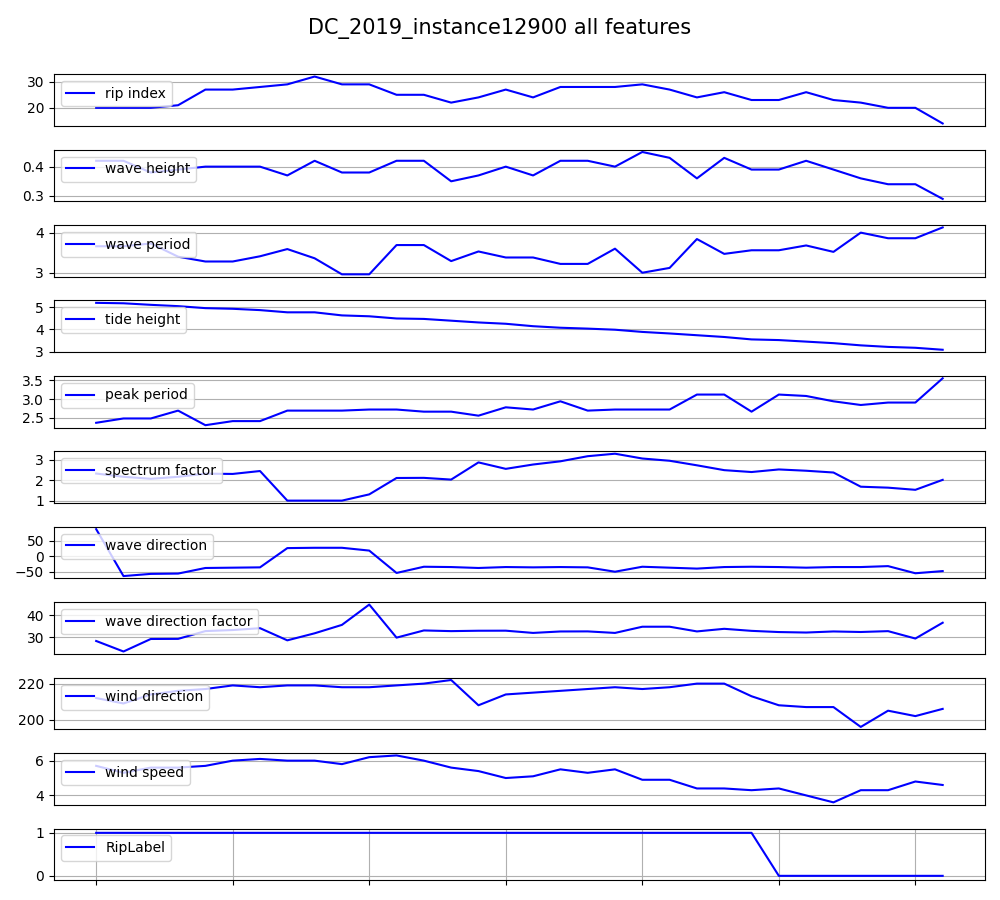 DC_2019_instance12900 all features
30
20
rip index
0.4
0.3
wave height
4
3
wave period
5
4
3
tide height
3.5
3.0
2.5
peak period
3
2
1
spectrum factor
50
0
−50
wave direction
40
30
wave direction factor
220
200
wind direction
6
4
wind speed
1
0
RipLabel